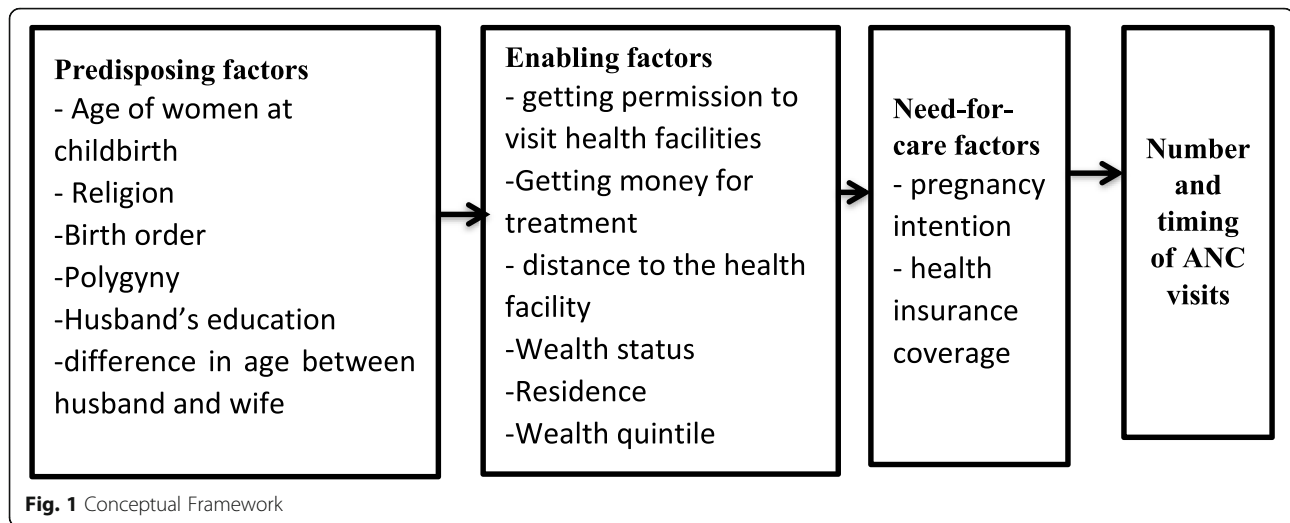 Predisposing factors
- Age of women at
childbirth
- Religion
-Birth order
-Polygyny
-Husband’s education
-difference in age between
husband and wife
Enabling factors
- getting permission to
visit health facilities
-Getting money for
treatment
- distance to the health
facility
-Wealth status
-Residence
-Wealth quintile
Need-for-
care factors
- pregnancy
intention
- health
insurance
coverage
Number
and
timing
of ANC
visits
Fig. 1 Conceptual Framework